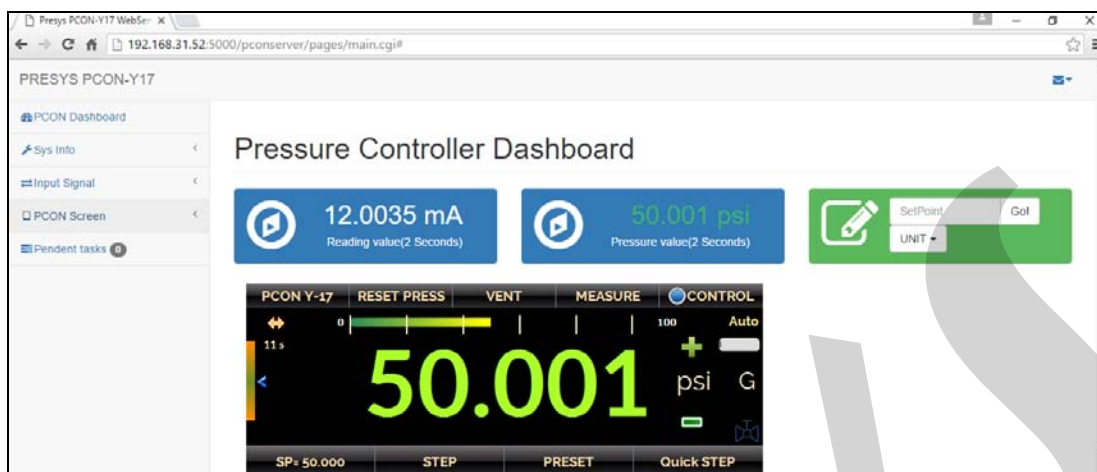 Presys PCON-Y17 WebSer
192.168.31.52:5000/pconserver/pages/main.cgi#
PRESYS PCON-Y17
PCON Dashboard
Sys Info
Input Signal
PCON Screen
Pendent tasks 0
Pressure Controller Dashboard
12.0035 mA
Reading value(2 Seconds)
50.001 psi
Pressure value(2 Seconds)
SetPoint
Go!
UNIT
PCON Y-17 RESET PRESS VENT MEASURE CONTROL
0 100 Auto
11 s
50.001 psi G
SP= 50.000 STEP PRESET Quick STEP